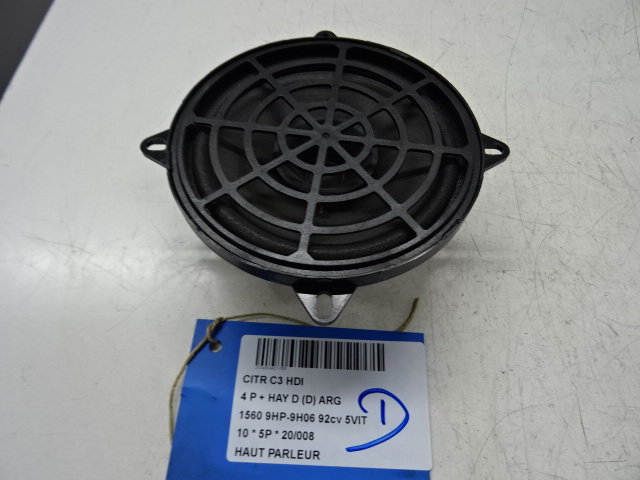 CITR C3 HDI
4 P + HAY D (D) ARG
1560 9HP-9H06 92cv 5VIT
10 * 5P * 20/008
HAUT PARLEUR
D